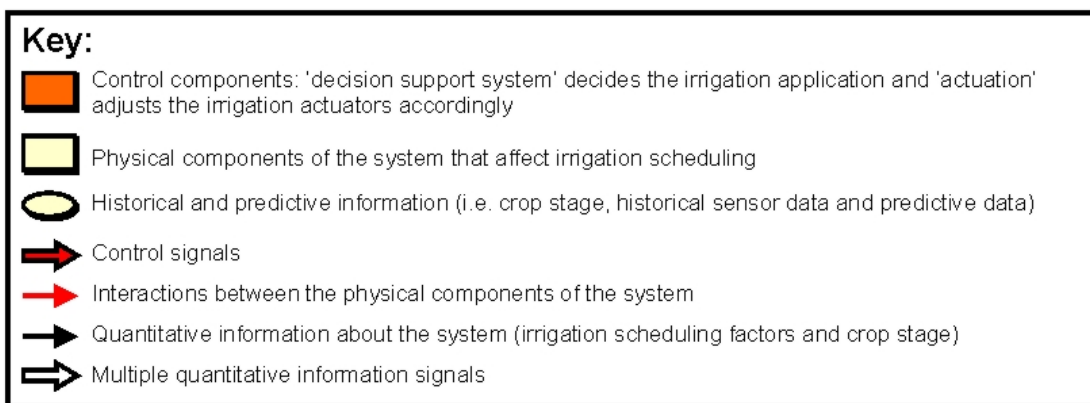 Key:
Control components: 'decision support system' decides the irrigation application and 'actuation'
adjusts the irrigation actuators accordingly
Physical components of the system that affect irrigation scheduling
Historical and predictive information (i.e. crop stage, historical sensor data and predictive data)
Control signals
Interactions between the physical components of the system
Quantitative information about the system (irrigation scheduling factors and crop stage)
Multiple quantitative information signals